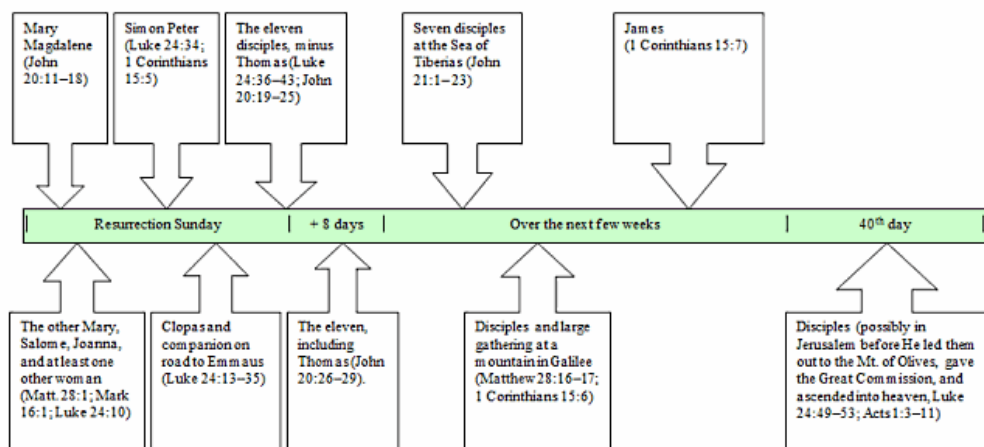 Mary
Magdalene
(John
20:11–18)
Simon Peter
(Luke 24:34;
1 Corinthians
15:5)
The eleven
disciples, minus
Thomas (Luke
24:36–43; John
20:19–25)
Seven disciples
at the Sea of
Tiberias (John
21:1–23)
James
(1 Corinthians 15:7)
Resurrection Sunday
+ 8 days
Over the next few weeks
40th day
The other Mary,
Salome, Joanna,
and at least one
other woman
(Matt. 28:1; Mark
16:1; Luke 24:10)
Clopas and
companion on
road to Emmaus
(Luke 24:13–35)
The eleven,
including
Thomas (John
20:26–29).
Disciples and large
gathering at a
mountain in Galilee
(Matthew 28:16–17;
1 Corinthians 15:6)
Disciples (possibly in
Jerusalem before He led them
out to the Mt. of Olives, gave
the Great Commission, and
ascended into heaven, Luke
24:49–53; Acts 1:3–11)